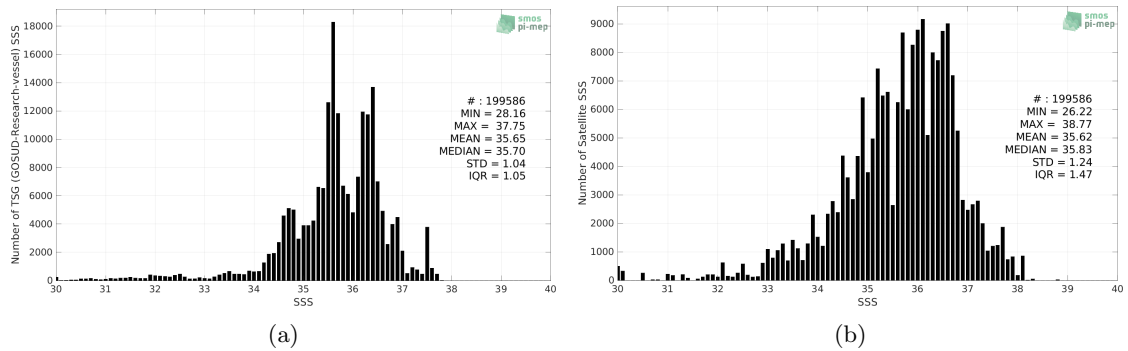 18000
16000
14000
12000
10000
8000
6000
4000
2000
0
Number of TSG (GOSUD-Research-vessel) SSS
smos
pi-mep
# : 199586
MIN = 28.16
MAX = 37.75
MEAN = 35.65
MEDIAN = 35.70
STD = 1.04
IQR = 1.05
30 31 32 33 34 35 36 37 38 39 40
SSS
(a)
9000
8000
7000
6000
5000
4000
3000
2000
1000
0
Number of Satellite SSS
smos
pi-mep
# : 199586
MIN = 26.22
MAX = 38.77
MEAN = 35.62
MEDIAN = 35.83
STD = 1.24
IQR = 1.47
30 31 32 33 34 35 36 37 38 39 40
SSS
(b)